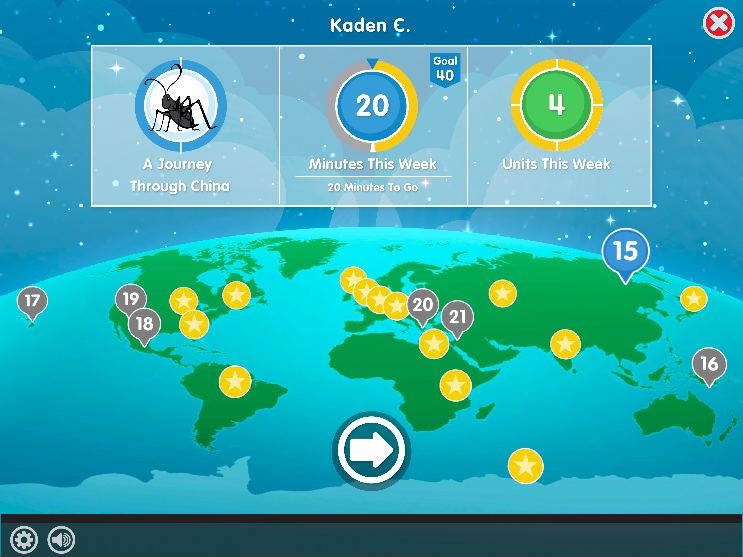 Kaden C.
Goal
40
20
4
A Journey
Through China
Minutes This Week
20 Minutes To Go
Units This Week
15
17
19
18
20
21
16